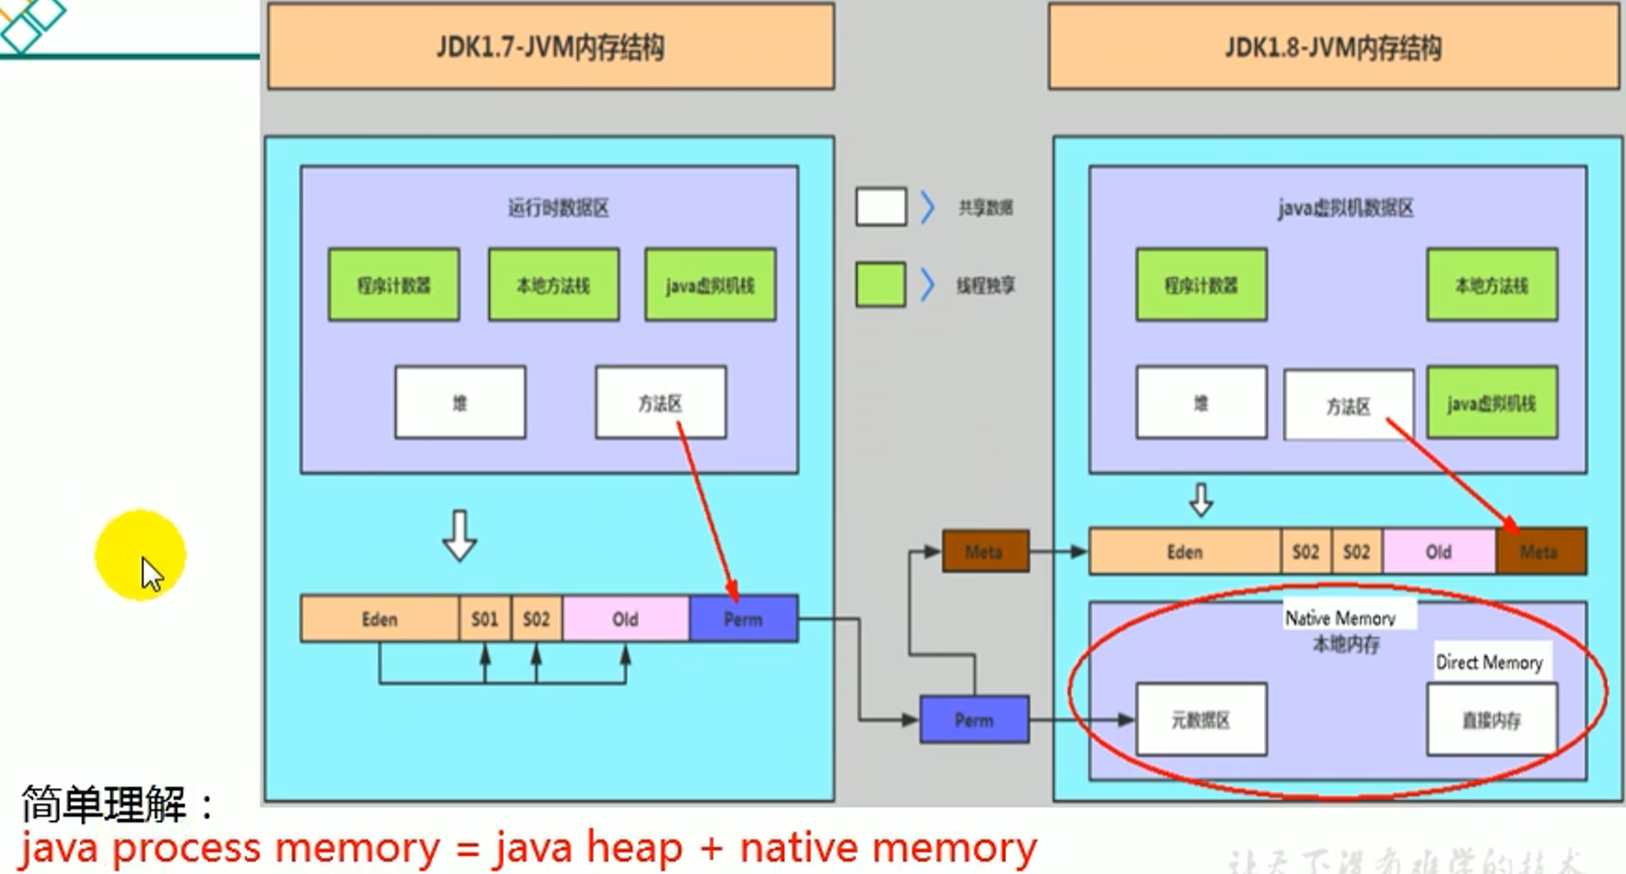 JDK1.7-JVM内存结构
JDK1.8-JVM内存结构
运行时数据区
程序计数器
本地方法栈
java虚拟机栈
堆
方法区
Eden
S01
S02
Old
Perm
共享数据
线程独享
Meta
Perm
java虚拟机数据区
程序计数器
本地方法栈
堆
方法区
java虚拟机栈
Eden
S02
S02
Old
Meta
Native Memory
本地内存
Direct Memory
元数据区
直接内存
简单理解：
java process memory = java heap + native memory
让天下没有难学的技术